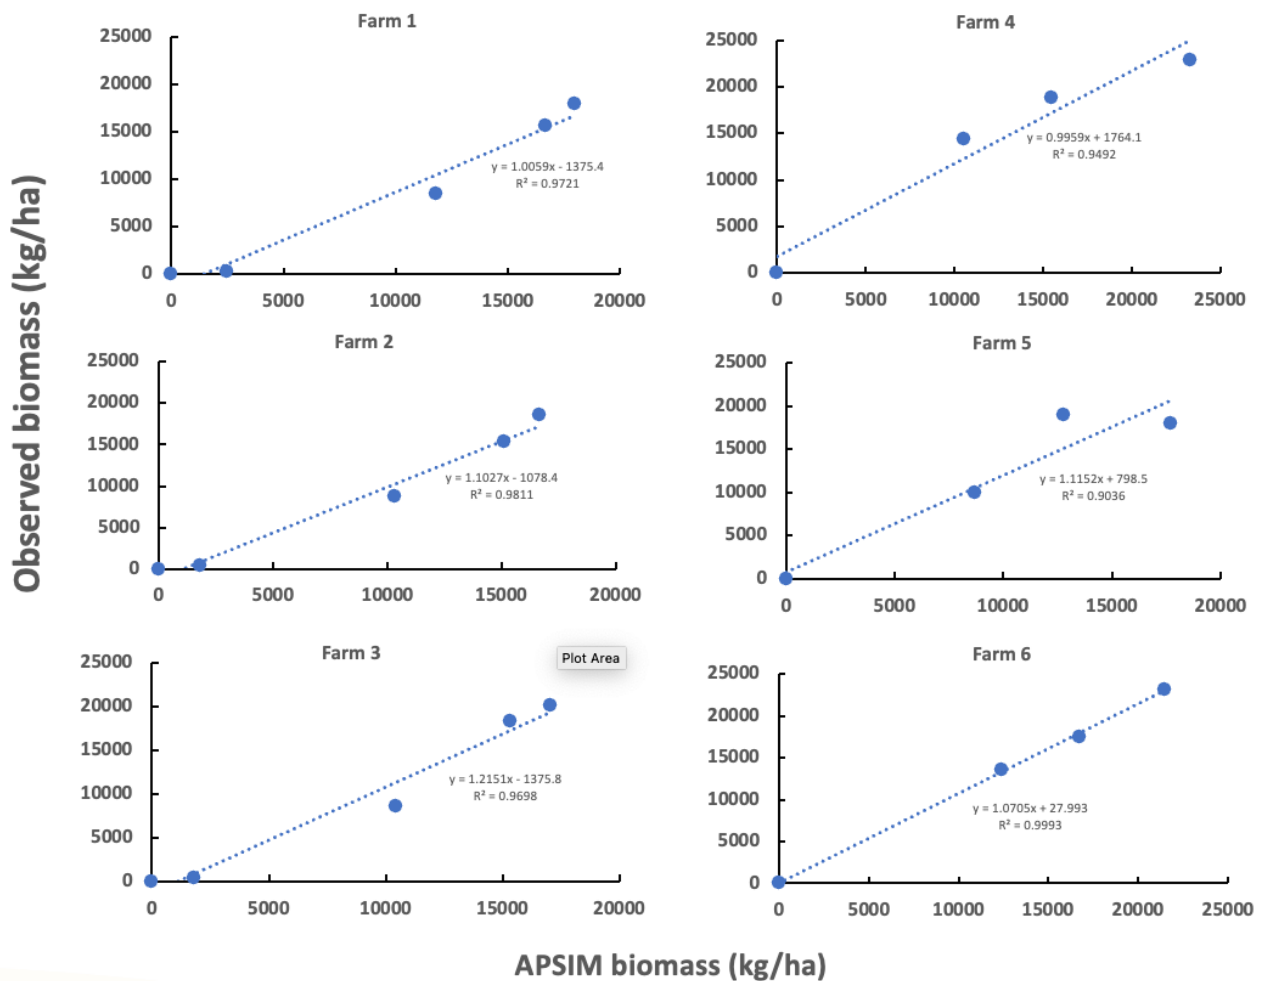 Observed biomass (kg/ha)
Farm 1
25000
20000
15000
10000
5000
0
y = 1.0059x - 1375.4
R² = 0.9721
0 5000 10000 15000 20000
Farm 4
25000
20000
15000
10000
5000
0
y = 0.9959x + 1764.1
R² = 0.9492
0 5000 10000 15000 20000 25000
Farm 2
25000
20000
15000
10000
5000
0
y = 1.1027x - 1078.4
R² = 0.9811
0 5000 10000 15000 20000
Farm 5
25000
20000
15000
10000
5000
0
y = 1.1152x + 798.5
R² = 0.9036
0 5000 10000 15000 20000
Farm 3
Plot Area
25000
20000
15000
10000
5000
0
y = 1.2151x - 1375.8
R² = 0.9698
0 5000 10000 15000 20000
Farm 6
25000
20000
15000
10000
5000
0
y = 1.0705x + 27.993
R² = 0.9993
0 5000 10000 15000 20000 25000
APSIM biomass (kg/ha)